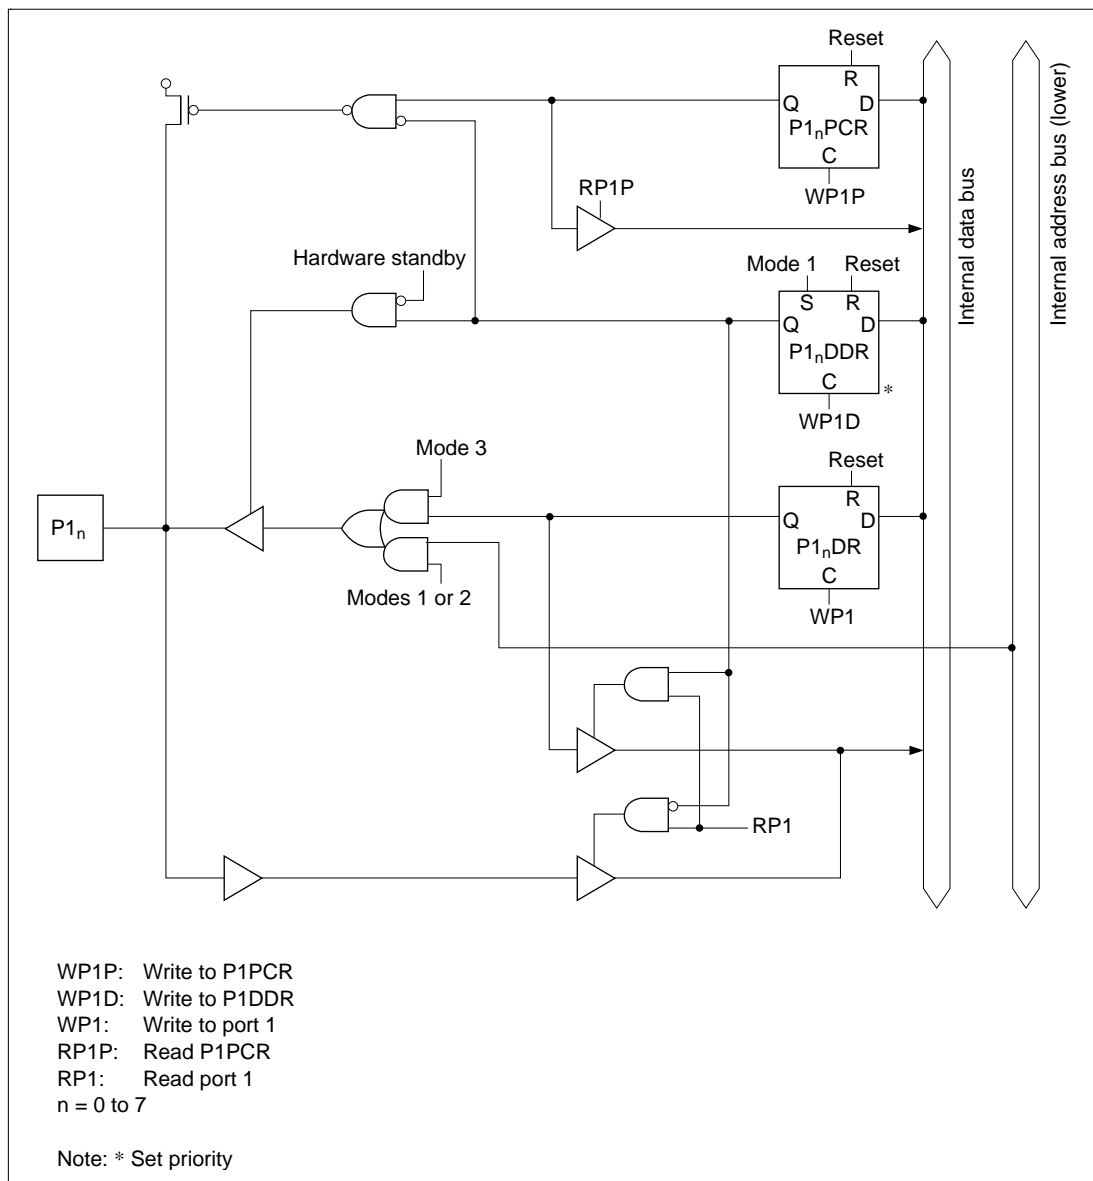 Reset
R
Q D
P1nPCR
C
WP1P
RP1P
Hardware standby
Mode 1 Reset
S R
Q D
P1nDDR
C
*
WP1D
Mode 3
Reset
R
Q D
P1nDR
C
WP1
P1n
Modes 1 or 2
RP1
Internal data bus
Internal address bus (lower)
WP1P: Write to P1PCR
WP1D: Write to P1DDR
WP1: Write to port 1
RP1P: Read P1PCR
RP1: Read port 1
n = 0 to 7
Note: * Set priority